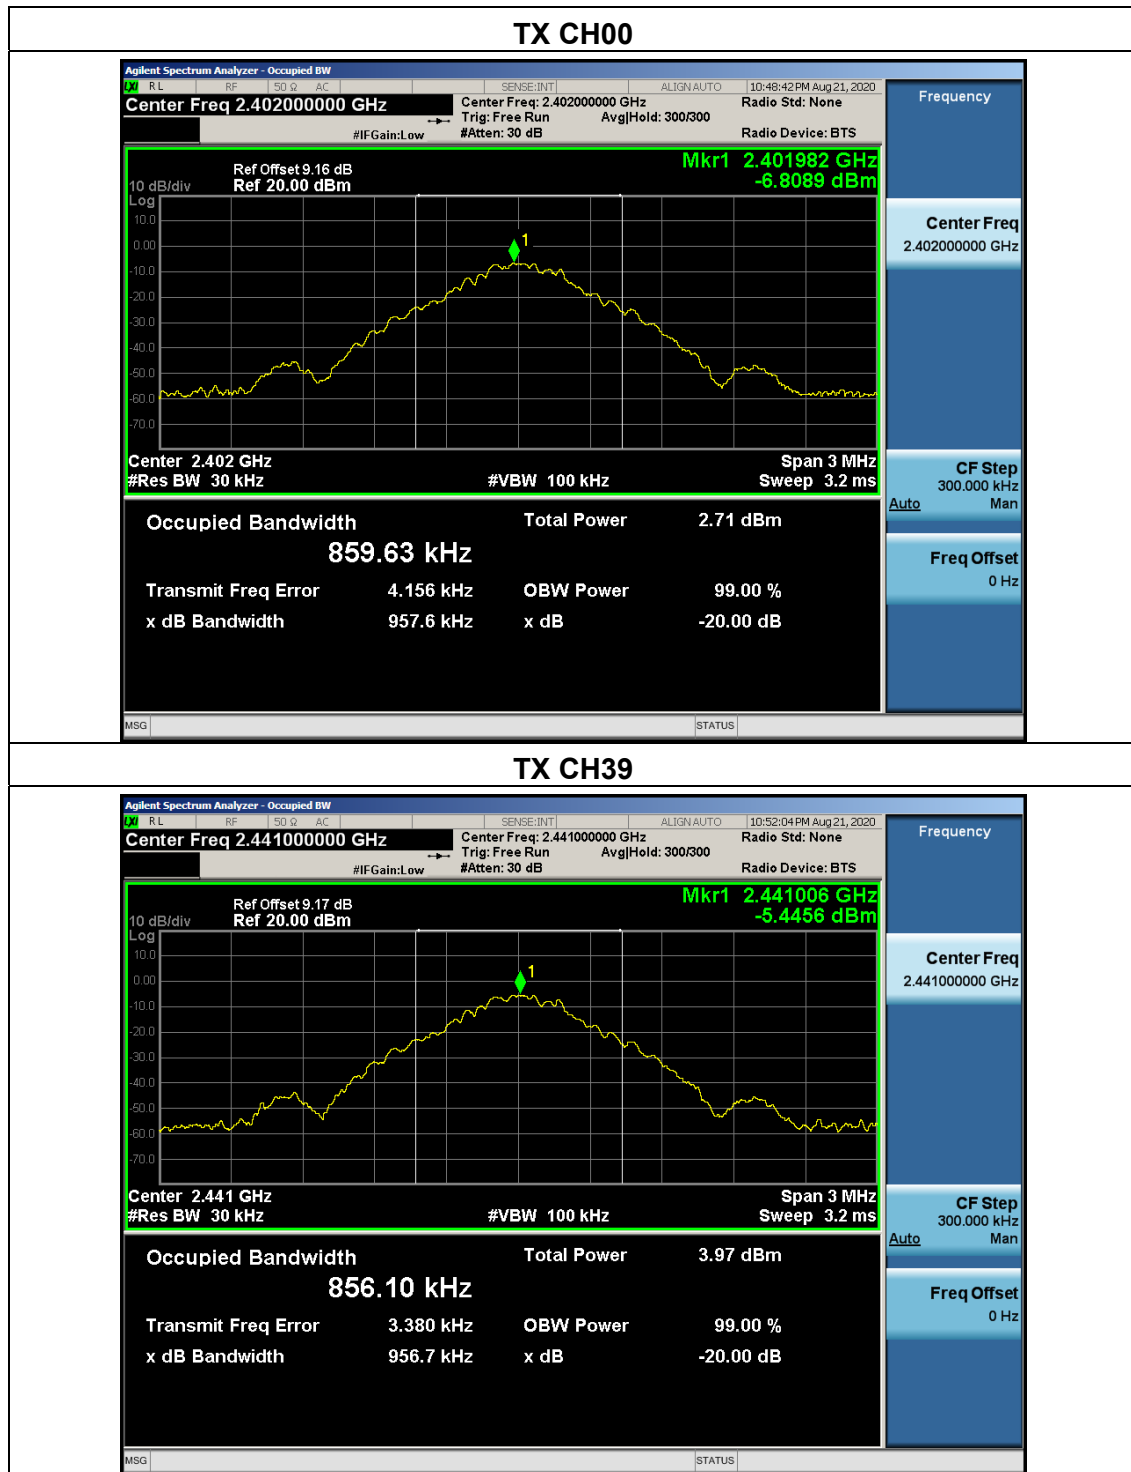 TX CH00
Agilent Spectrum Analyzer - Occupied BW
LXI RL RF 50 Ω AC SENSE:INT ALIGN AUTO 10:48:42 PM Aug 21, 2020
Center Freq 2.402000000 GHz
Center Freq: 2.402000000 GHz
Radio Std: None
Trig: Free Run Avg|Hold: 300/300
#IFGain:Low #Atten: 30 dB Radio Device: BTS
Frequency
Mkr1 2.401982 GHz
-6.8089 dBm
Ref Offset 9.16 dB
10 dB/div Ref 20.00 dBm
Log
10.0
0.00
-10.0
-20.0
-30.0
-40.0
-50.0
-60.0
-70.0
1
Center 2.402 GHz Span 3 MHz
#Res BW 30 kHz #VBW 100 kHz Sweep 3.2 ms
Center Freq
2.402000000 GHz
CF Step
300.000 kHz
Auto Man
Freq Offset
0 Hz
Occupied Bandwidth Total Power 2.71 dBm
859.63 kHz
Transmit Freq Error 4.156 kHz OBW Power 99.00 %
x dB Bandwidth 957.6 kHz x dB -20.00 dB
MSG STATUS
TX CH39
Agilent Spectrum Analyzer - Occupied BW
LXI RL RF 50 Ω AC SENSE:INT ALIGN AUTO 10:52:04 PM Aug 21, 2020
Center Freq 2.441000000 GHz
Center Freq: 2.441000000 GHz
Radio Std: None
Trig: Free Run Avg|Hold: 300/300
#IFGain:Low #Atten: 30 dB Radio Device: BTS
Frequency
Mkr1 2.441006 GHz
-5.4456 dBm
Ref Offset 9.17 dB
10 dB/div Ref 20.00 dBm
Log
10.0
0.00
-10.0
-20.0
-30.0
-40.0
-50.0
-60.0
-70.0
1
Center 2.441 GHz Span 3 MHz
#Res BW 30 kHz #VBW 100 kHz Sweep 3.2 ms
Center Freq
2.441000000 GHz
CF Step
300.000 kHz
Auto Man
Freq Offset
0 Hz
Occupied Bandwidth Total Power 3.97 dBm
856.10 kHz
Transmit Freq Error 3.380 kHz OBW Power 99.00 %
x dB Bandwidth 956.7 kHz x dB -20.00 dB
MSG STATUS